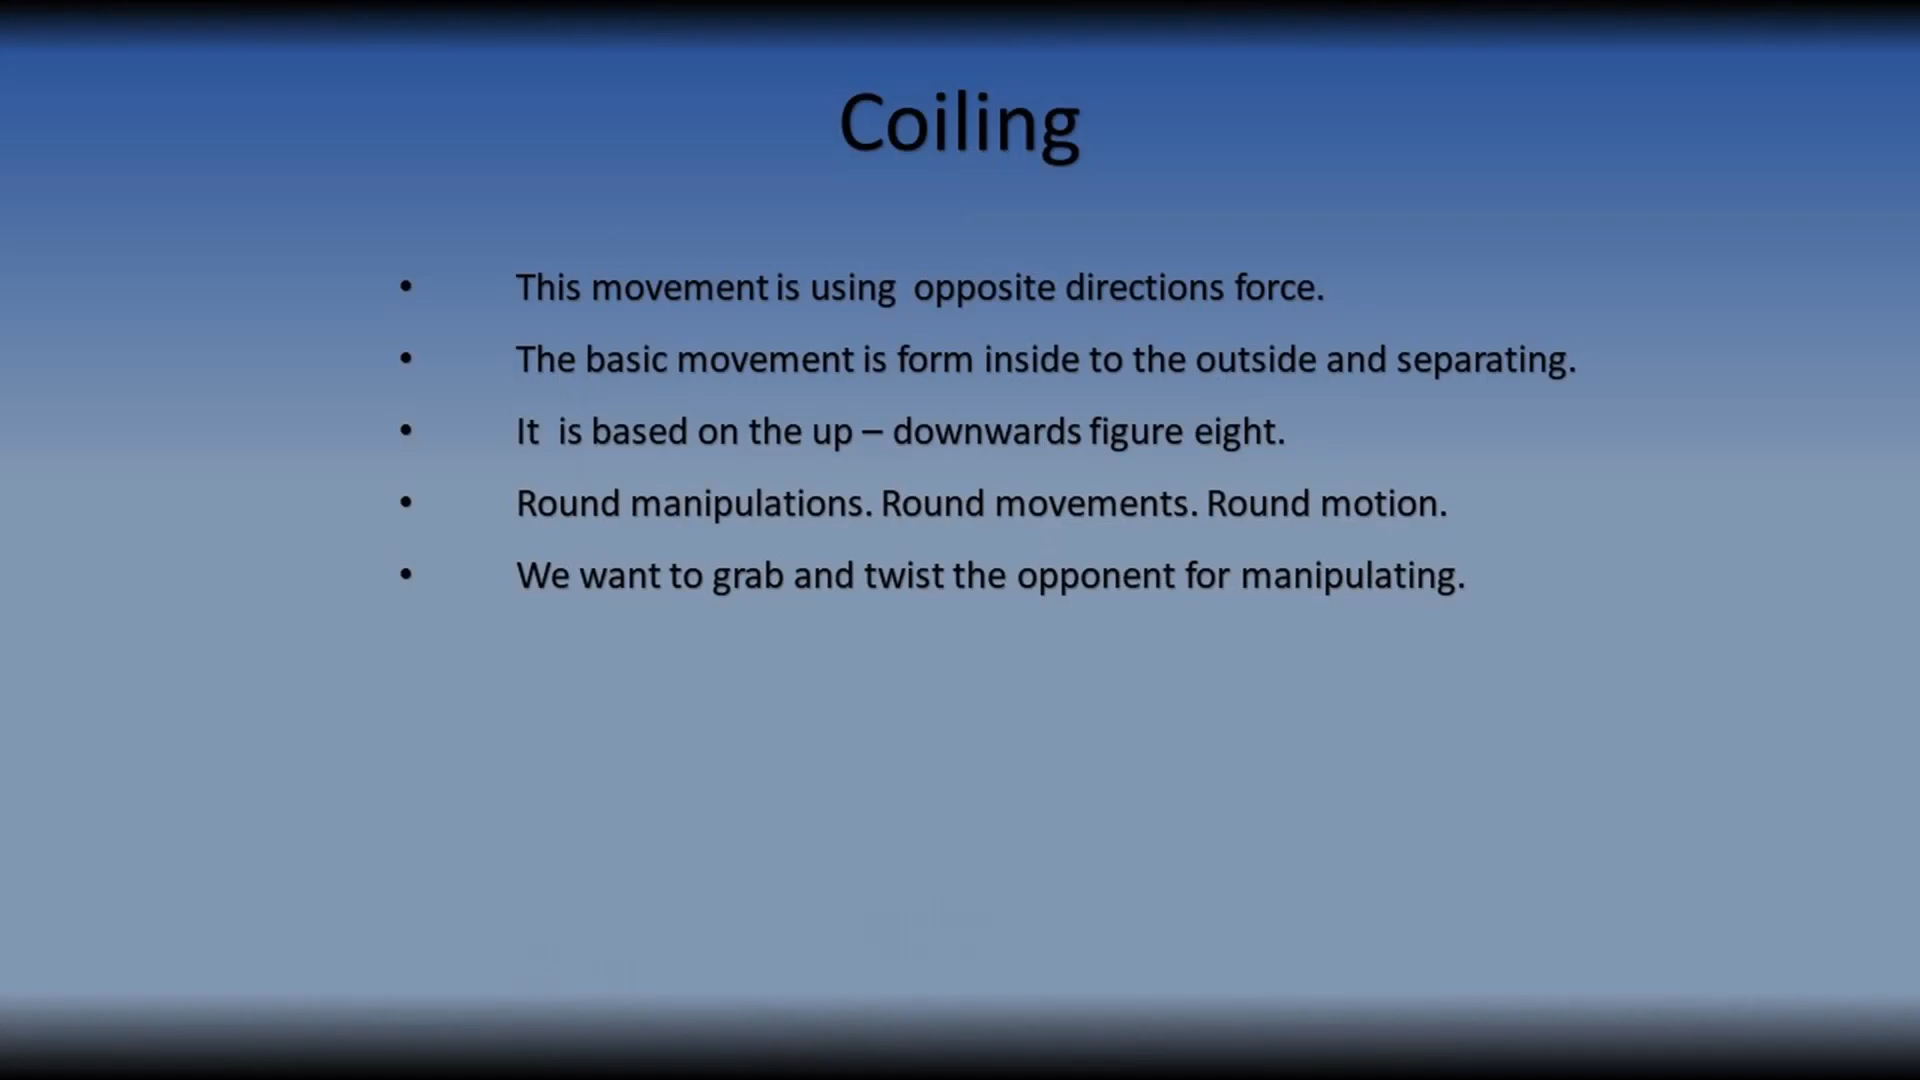 Coiling
• This movement is using opposite directions force.
• The basic movement is form inside to the outside and separating.
• It is based on the up – downwards figure eight.
• Round manipulations. Round movements. Round motion.
• We want to grab and twist the opponent for manipulating.